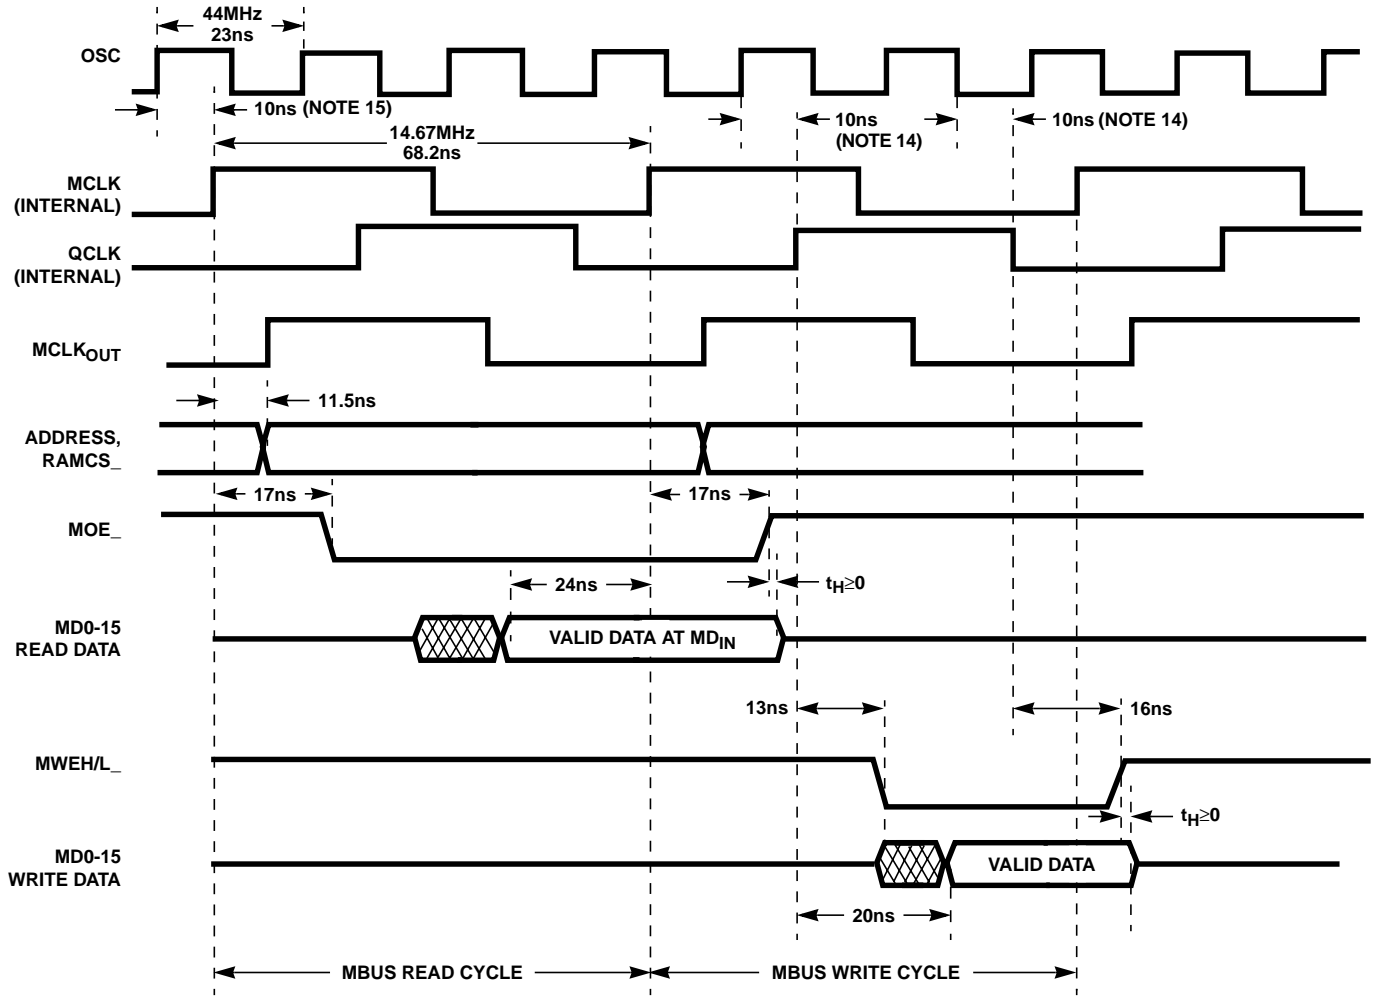 44MHz
23ns
OSC
10ns (NOTE 15)
10ns
(NOTE 14)
10ns (NOTE 14)
14.67MHz
68.2ns
MCLK
(INTERNAL)
QCLK
(INTERNAL)
MCLKOUT
11.5ns
ADDRESS,
RAMCS_
17ns
17ns
MOE_
24ns
tH≥0
MD0-15
READ DATA
VALID DATA AT MDIN
13ns
16ns
MWEH/L_
tH≥0
MD0-15
WRITE DATA
VALID DATA
20ns
MBUS READ CYCLE
MBUS WRITE CYCLE